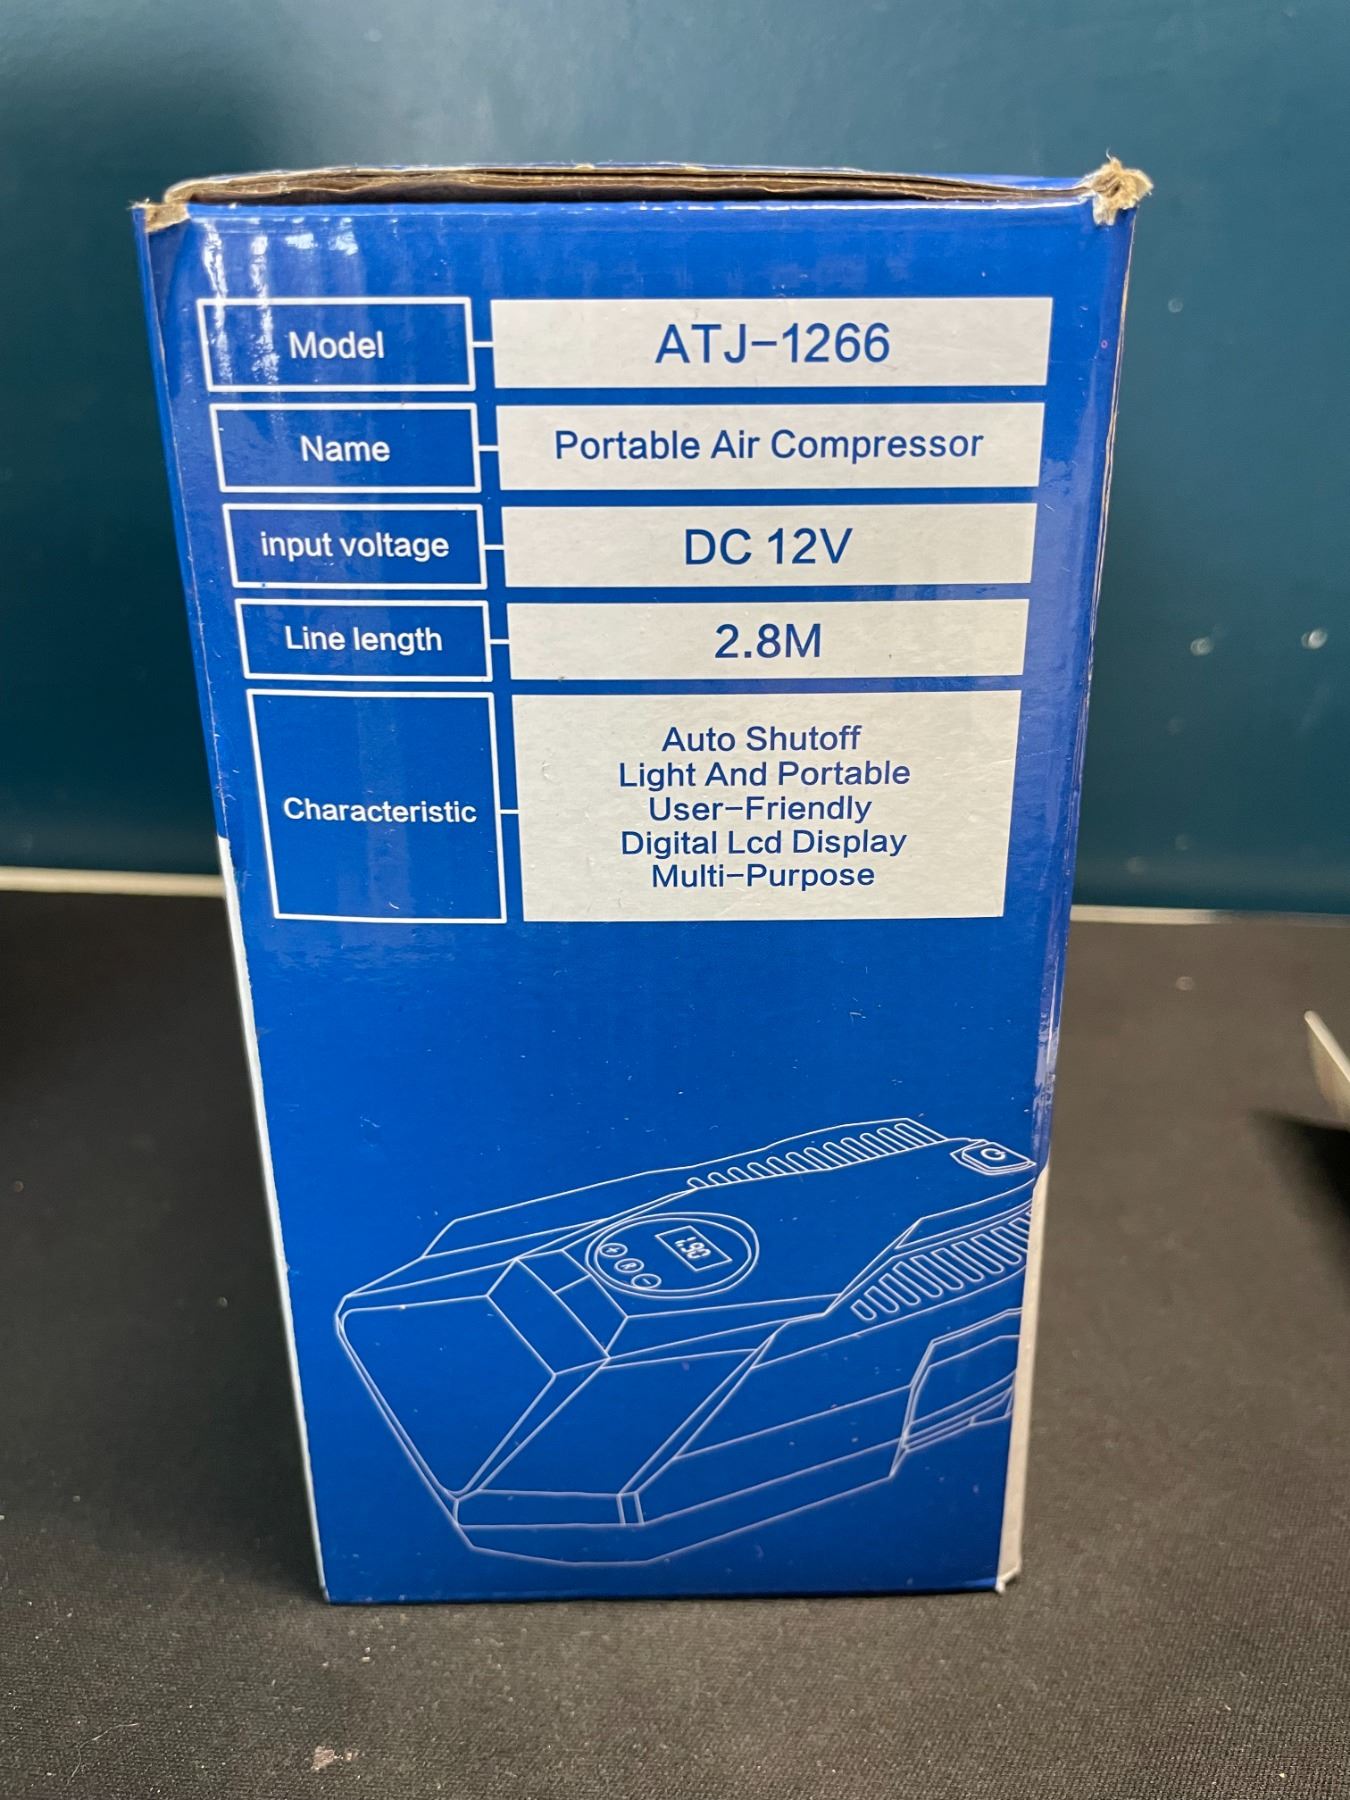 Model
ATJ-1266
Name
Portable Air Compressor
input voltage
DC 12V
Line length
2.8M
Characteristic
Auto Shutoff
Light And Portable
User-Friendly
Digital Lcd Display
Multi-Purpose